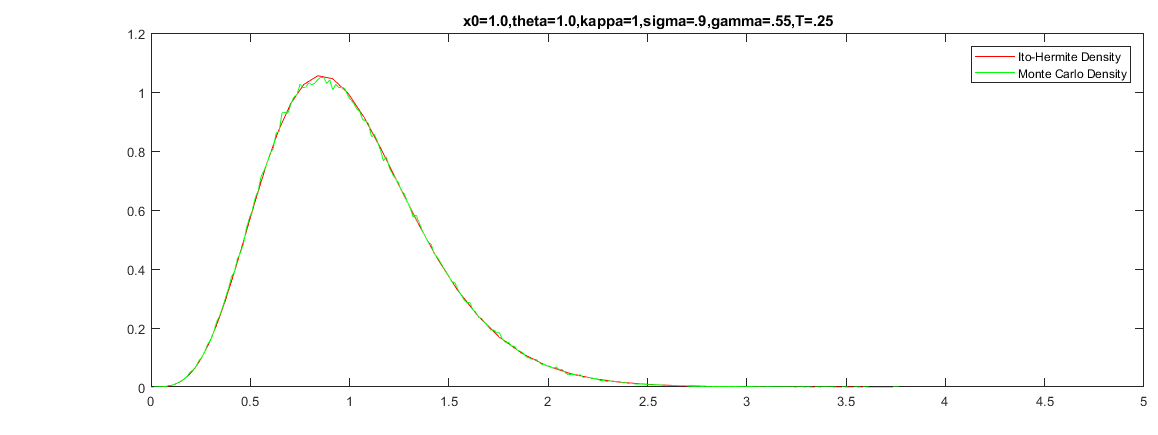 x0=1.0,theta=1.0,kappa=1,sigma=.9,gamma=.55,T=.25
Ito-Hermite Density
Monte Carlo Density
1.2
1
0.8
0.6
0.4
0.2
0
0 0.5 1 1.5 2 2.5 3 3.5 4 4.5 5